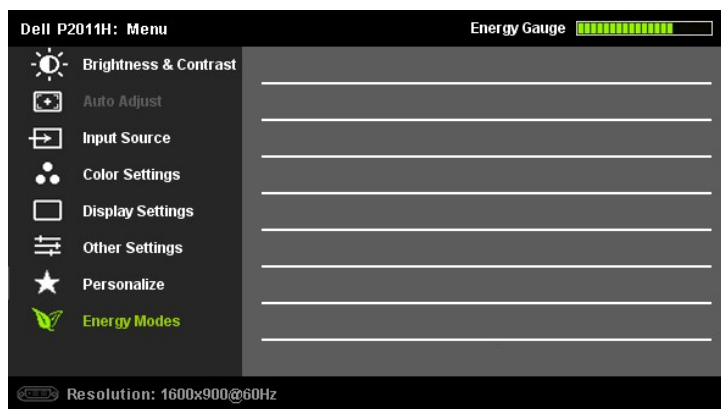 Dell P2011H: Menu
Energy Gauge
Brightness & Contrast
Auto Adjust
Input Source
Color Settings
Display Settings
Other Settings
Personalize
Energy Modes
Resolution: 1600x900@60Hz